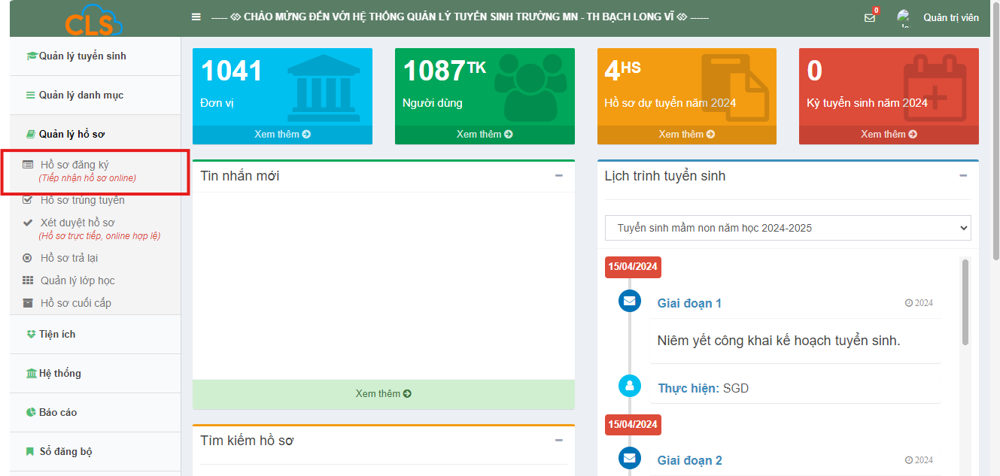 CLS
---- CHÀO MỪNG ĐẾN VỚI HỆ THỐNG QUẢN LÝ TUYỂN SINH TRƯỜNG MN - TH BẠCH LONG VĨ -----
0
Quản trị viên
Quản lý tuyển sinh
Quản lý danh mục
Quản lý hồ sơ
Hồ sơ đăng ký
(Tiếp nhận hồ sơ online)
Hồ sơ trúng tuyển
Xét duyệt hồ sơ
(Hồ sơ trực tiếp, online hợp lệ)
Hồ sơ trả lại
Quản lý lớp học
Hồ sơ cuối cấp
Tiện ích
Hệ thống
Báo cáo
Sổ đăng bộ
1041
Đơn vị
Xem thêm
1087TK
Người dùng
Xem thêm
4HS
Hồ sơ dự tuyển năm 2024
Xem thêm
0
Kỳ tuyển sinh năm 2024
Xem thêm
Tin nhắn mới
Xem thêm
Tìm kiếm hồ sơ
Lịch trình tuyển sinh
Tuyển sinh mầm non năm học 2024-2025
15/04/2024
Giai đoạn 1
2024
Niêm yết công khai kế hoạch tuyển sinh.
Thực hiện: SGD
15/04/2024
Giai đoạn 2
2024